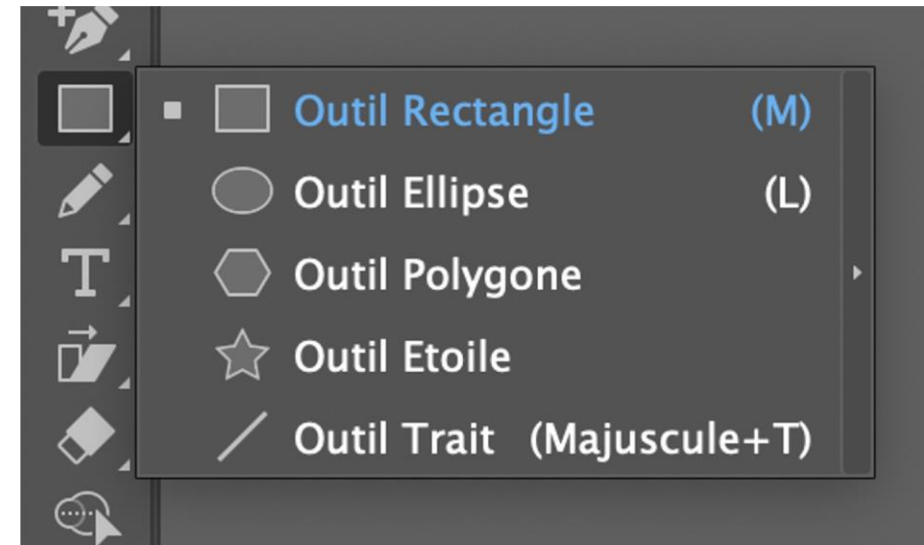 Outil Rectangle (M)
Outil Ellipse (L)
Outil Polygone
Outil Etoile
Outil Trait (Majuscule+T)